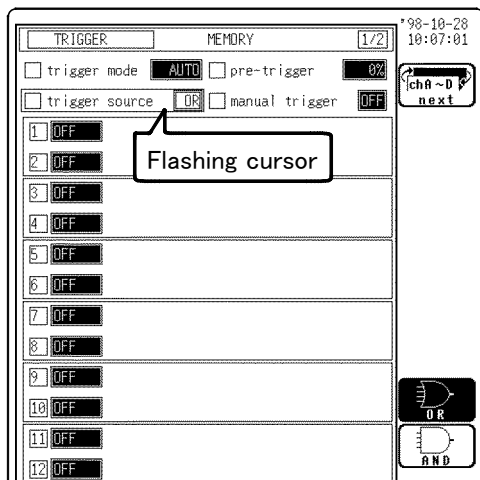 '98-10-28
TRIGGER MEMORY 1/2 10:07:01
trigger mode AUTO pre-trigger 0%
chA~D
next
trigger source OR manual trigger OFF
Flashing cursor
1 OFF
2 OFF
3 OFF
4 OFF
5 OFF
6 OFF
7 OFF
8 OFF
9 OFF
10 OFF
OR
11 OFF
AND
12 OFF